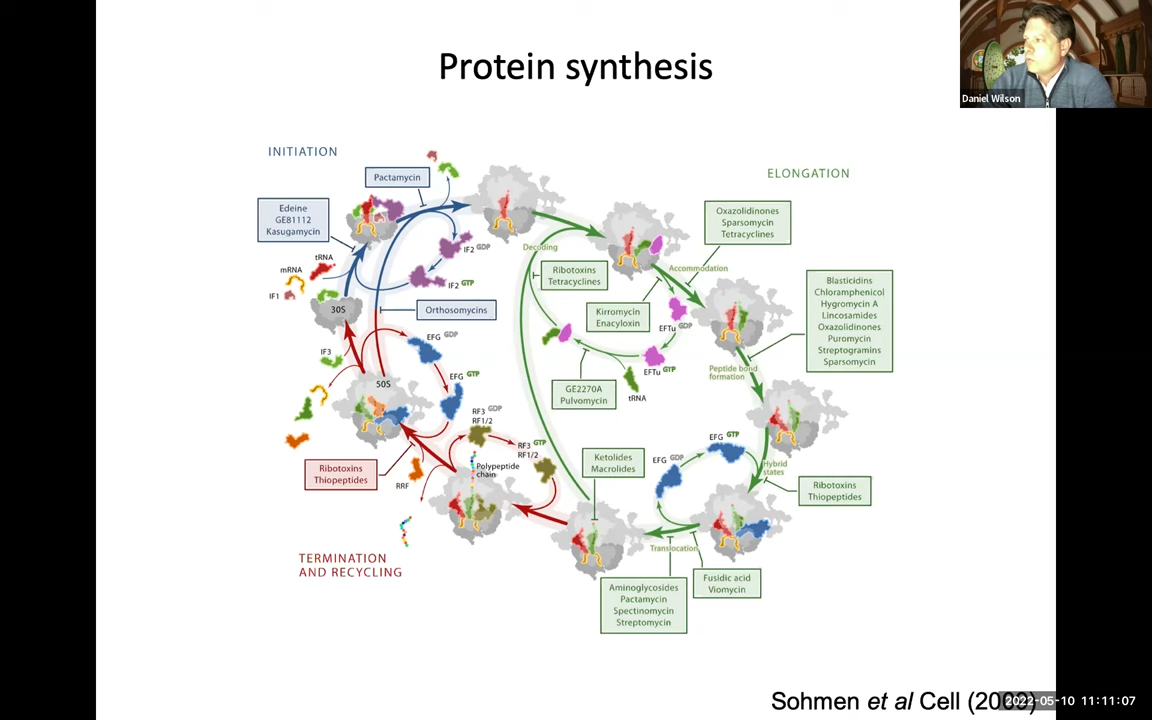 Protein synthesis
Daniel Wilson
INITIATION
Pactamycin
Edeine
GE81112
Kasugamycin
tRNA
mRNA
IF1
30S
IF2 GDP
IF2 GTP
Orthosomycins
IF3
EFG GDP
50S
EFG GTP
RF3 GDP
RF1/2
RF3 GTP
RF1/2
Polypeptide
chain
Ribotoxins
Thiopeptides
RRF
TERMINATION
AND RECYCLING
ELONGATION
Decoding
Oxazolidinones
Sparsomycin
Tetracyclines
Accommodation
Ribotoxins
Tetracyclines
Kirromycin
Enacyloxin
EFTu GDP
EFTu GTP
tRNA
GE2270A
Pulvomycin
Blasticidins
Chloramphenicol
Hygromycin A
Lincosamides
Oxazolidinones
Puromycin
Streptogramins
Sparsomycin
Peptide bond
formation
EFG GTP
EFG GDP
Hybrid
states
Ribotoxins
Thiopeptides
Ketolides
Macrolides
Translocation
Fusidic acid
Viomycin
Aminoglycosides
Pactamycin
Spectinomycin
Streptomycin
Sohmen et al Cell
2022-05-10 11:11:07